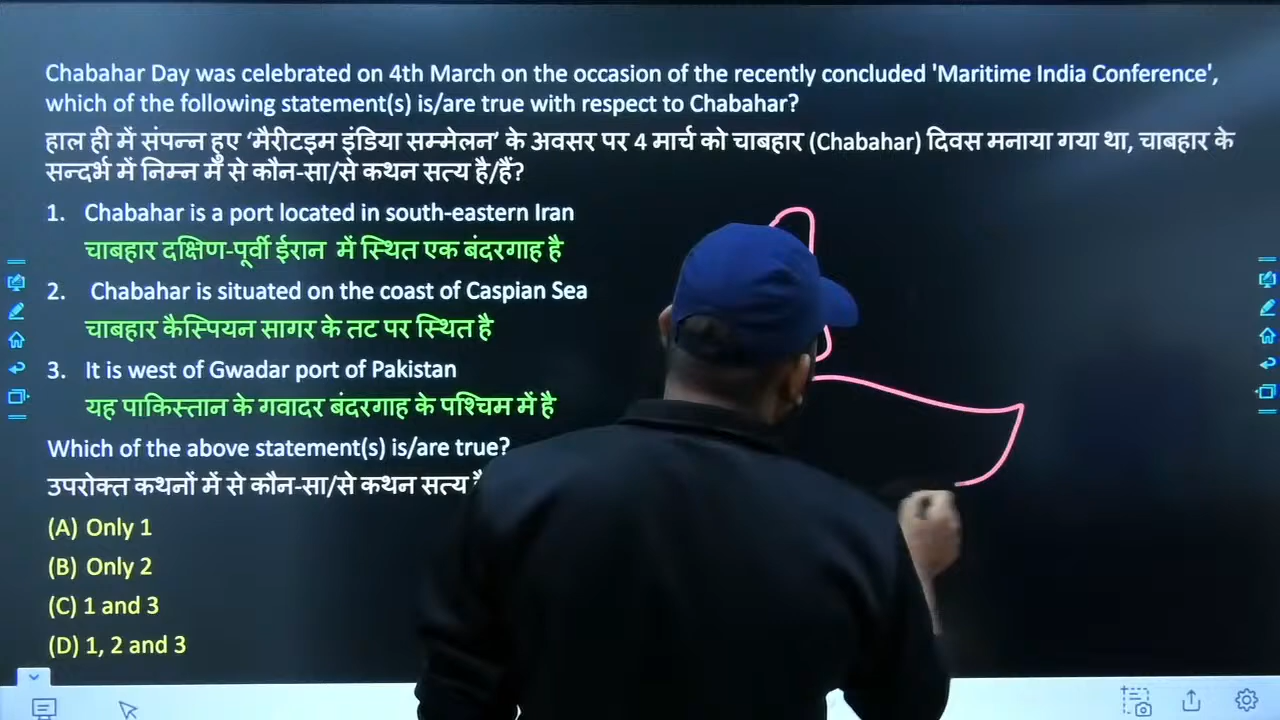 Chabahar Day was celebrated on 4th March on the occasion of the recently concluded 'Maritime India Conference',
which of the following statement(s) is/are true with respect to Chabahar?
हाल ही में संपन्न हुए ‘मैरीटइम इंडिया सम्मेलन’ के अवसर पर 4 मार्च को चाबहार (Chabahar) दिवस मनाया गया था, चाबहार के
सन्दर्भ में निम्न में से कौन-सा/से कथन सत्य है/हैं?
1. Chabahar is a port located in south-eastern Iran
चाबहार दक्षिण-पूर्वी ईरान में स्थित एक बंदरगाह है
2. Chabahar is situated on the coast of Caspian Sea
चाबहार कैस्पियन सागर के तट पर स्थित है
3. It is west of Gwadar port of Pakistan
यह पाकिस्तान के गवादर बंदरगाह के पश्चिम में है
Which of the above statement(s) is/are true?
उपरोक्त कथनों में से कौन-सा/से कथन सत्य
(A) Only 1
(B) Only 2
(C) 1 and 3
(D) 1, 2 and 3